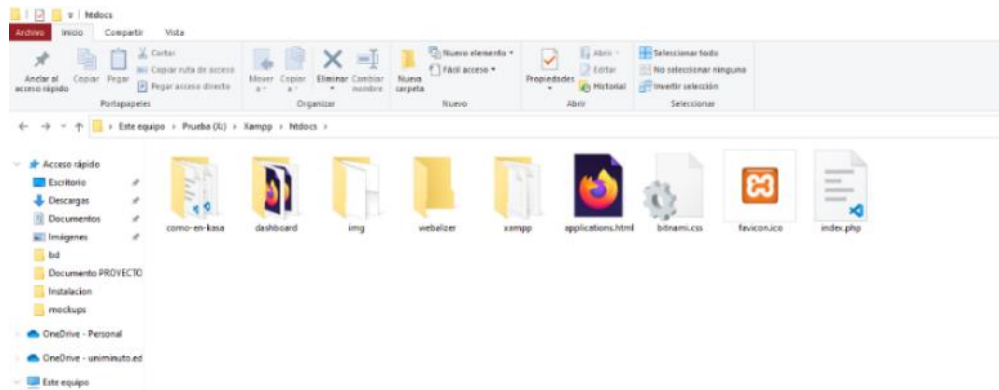 htdocs
Archivo Inicio Compartir Vista
Anclar al acceso rápido
Copiar
Pegar
Cortar
Copiar ruta de acceso
Pegar acceso directo
Portapapeles
Mover a
Copiar a
Eliminar
Cambiar nombre
Organizar
Nueva carpeta
Nuevo elemento
Fácil acceso
Nuevo
Propiedades
Abrir
Editar
Historial
Abrir
Seleccionar todo
No seleccionar ninguno
Invertir selección
Seleccionar
Este equipo > Prueba (X:) > Xampp > htdocs >
Acceso rápido
Escritorio
Descargas
Documentos
Imágenes
bd
Documento PROYECTO
Instalacion
mockups
OneDrive - Personal
OneDrive - uniminuto.ed
Este equipo
como-en-kasa
dashboard
img
webalizer
xampp
applications.html
bitnami.css
favicon.ico
index.php